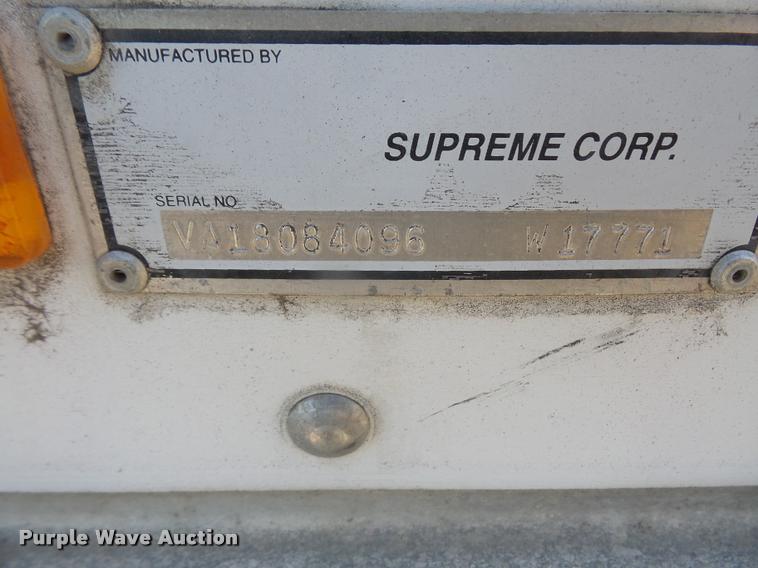 MANUFACTURED BY
SUPREME CORP.
SERIAL NO
VA18084096 W17771
Purple Wave Auction